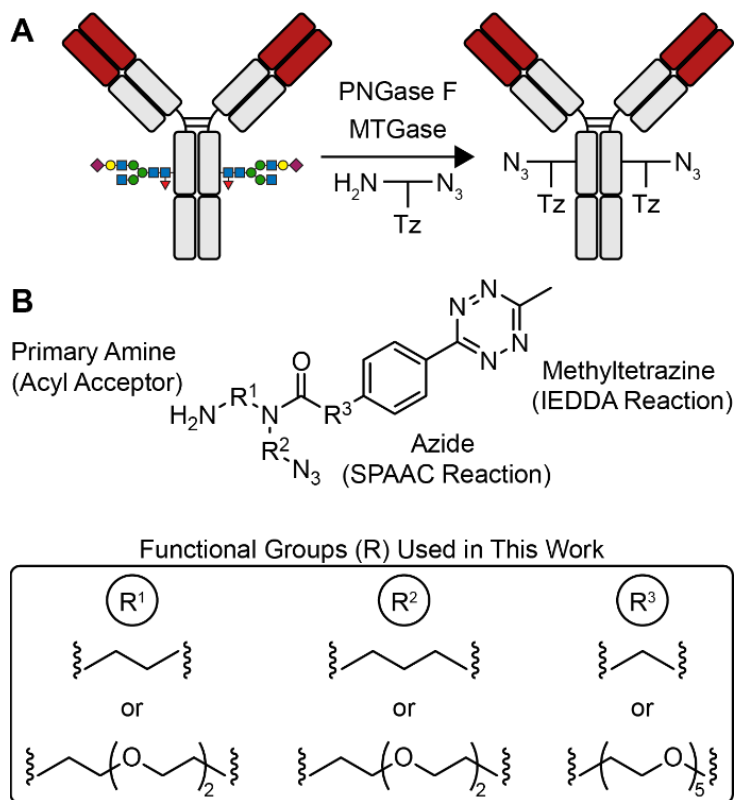 A
PNGase F
MTGase
H₂N N₃
Tz
N₃ N₃
Tz Tz
B
Primary Amine
(Acyl Acceptor)
Methyltetrazine
(IEDDA Reaction)
Azide
(SPAAC Reaction)
N N
N N
O
H₂N R¹ N R³
R²
N₃
Functional Groups (R) Used in This Work
R¹ R² R³
or or or
(O)₂ (O)₂ (O)₅